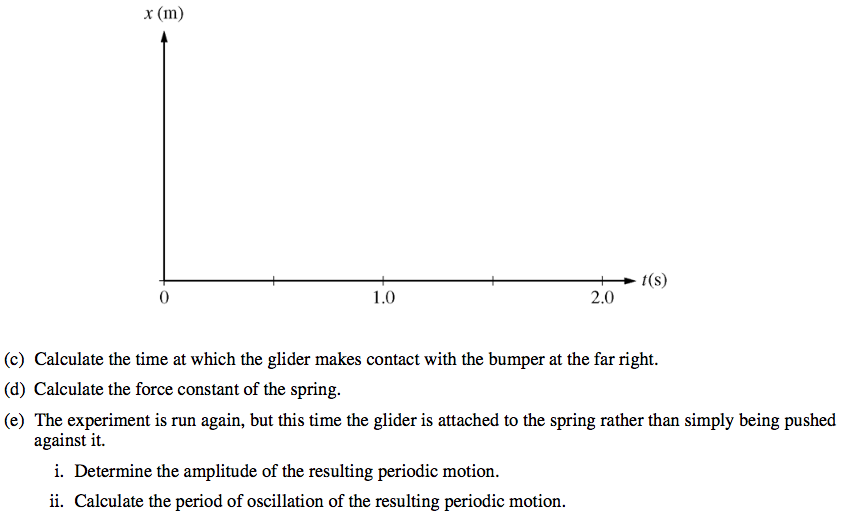 x (m)
t(s)
0 1.0 2.0
(c) Calculate the time at which the glider makes contact with the bumper at the far right.
(d) Calculate the force constant of the spring.
(e) The experiment is run again, but this time the glider is attached to the spring rather than simply being pushed
against it.
i. Determine the amplitude of the resulting periodic motion.
ii. Calculate the period of oscillation of the resulting periodic motion.